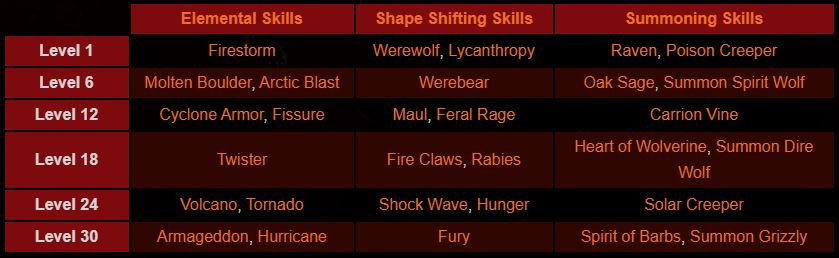 Elemental Skills Shape Shifting Skills Summoning Skills
Level 1 Firestorm Werewolf, Lycanthropy Raven, Poison Creeper
Level 6 Molten Boulder, Arctic Blast Werebear Oak Sage, Summon Spirit Wolf
Level 12 Cyclone Armor, Fissure Maul, Feral Rage Carrion Vine
Level 18 Twister Fire Claws, Rabies Heart of Wolverine, Summon Dire
Wolf
Level 24 Volcano, Tornado Shock Wave, Hunger Solar Creeper
Level 30 Armageddon, Hurricane Fury Spirit of Barbs, Summon Grizzly